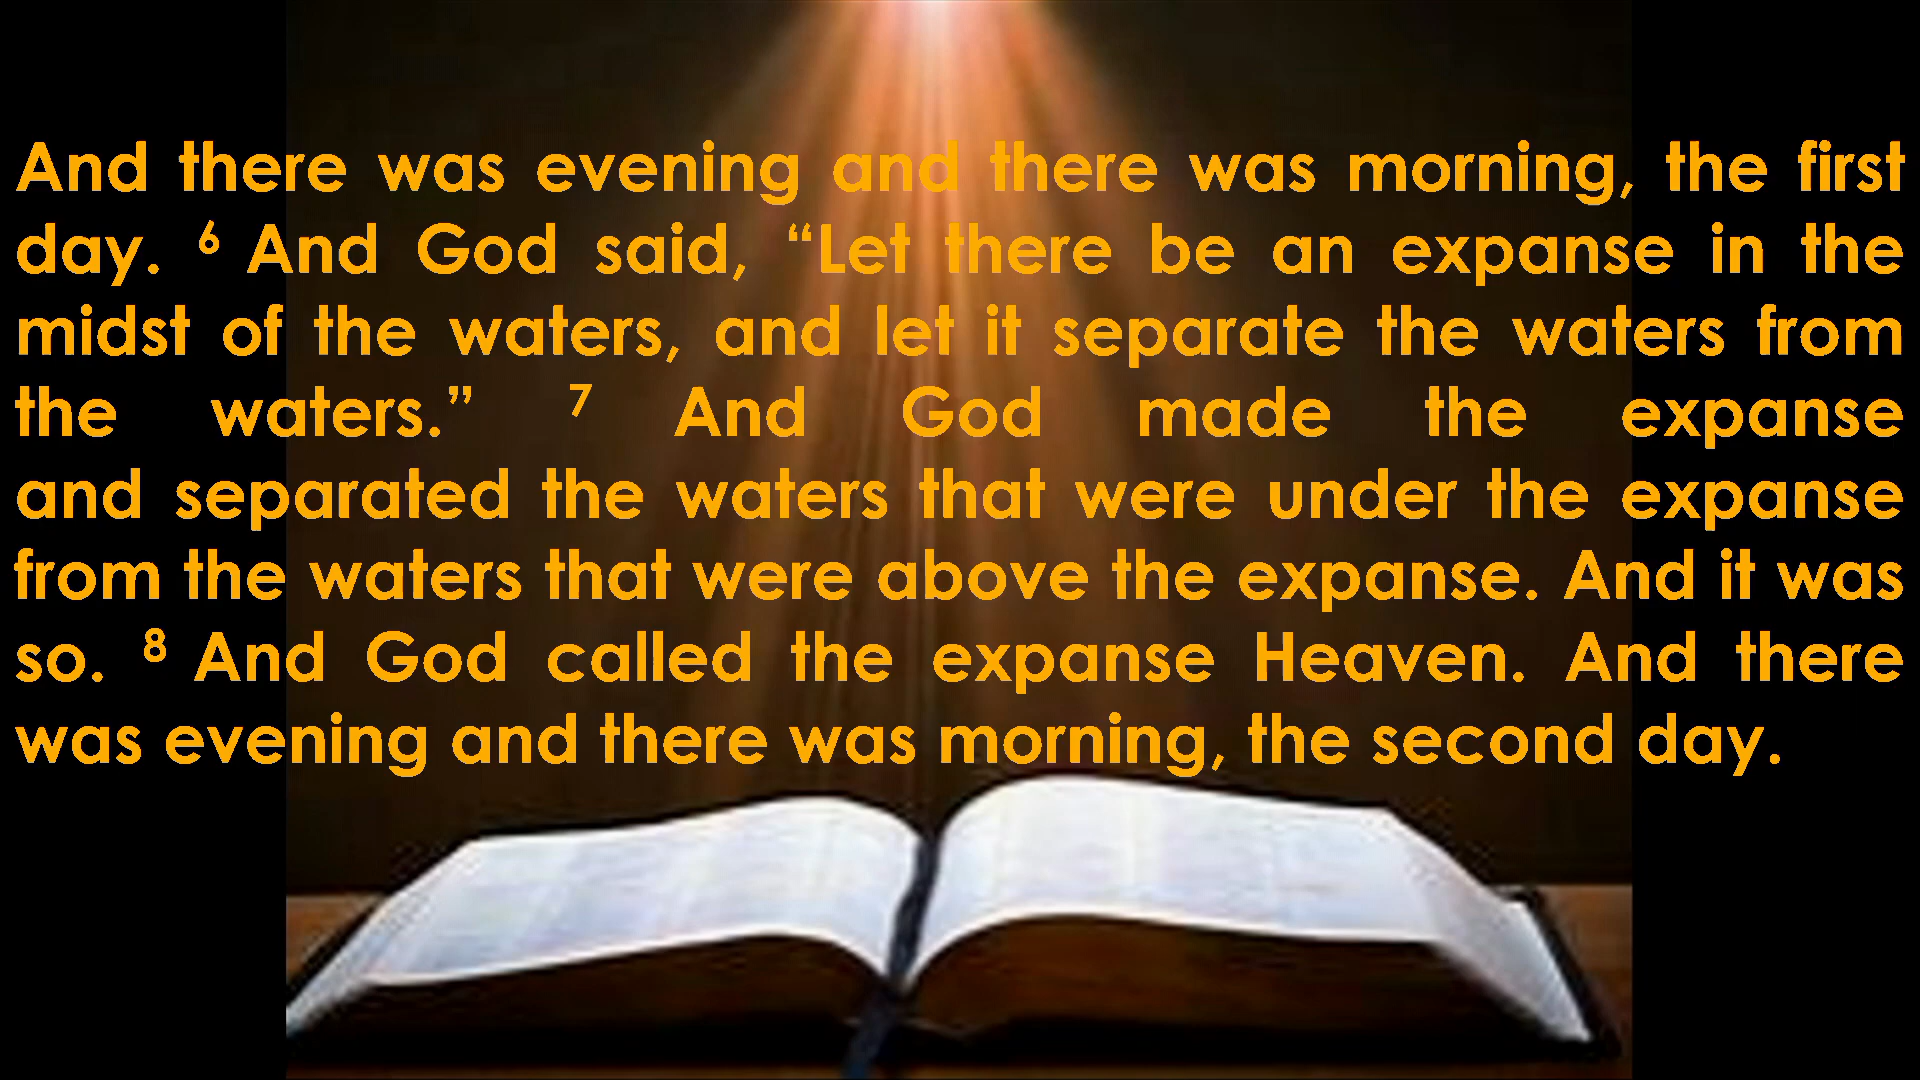 And there was evening and there was morning, the first
day. 6 And God said, “Let there be an expanse in the
midst of the waters, and let it separate the waters from
the waters.” 7 And God made the expanse
and separated the waters that were under the expanse
from the waters that were above the expanse. And it was
so. 8 And God called the expanse Heaven. And there
was evening and there was morning, the second day.